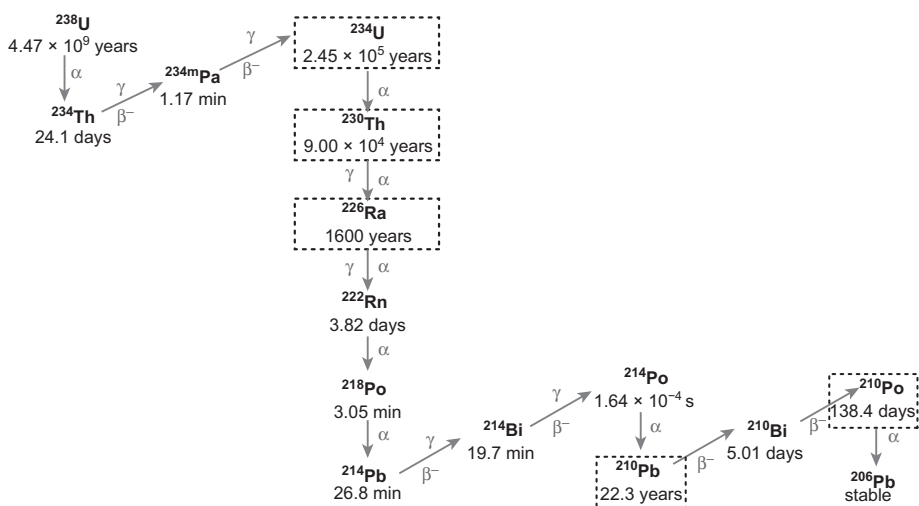 ²³⁸U
4.47 × 10⁹ years
α
²³⁴Th
24.1 days
γ
β⁻
²³⁴ᵐPa
1.17 min
γ
β⁻
²³⁴U
2.45 × 10⁵ years
α
²³⁰Th
9.00 × 10⁴ years
γ α
²²⁶Ra
1600 years
γ α
²²²Rn
3.82 days
α
²¹⁸Po
3.05 min
α
²¹⁴Pb
26.8 min
γ
β⁻
²¹⁴Bi
19.7 min
γ
β⁻
²¹⁴Po
1.64 × 10⁻⁴ s
α
²¹⁰Pb
22.3 years
β⁻
²¹⁰Bi
5.01 days
β⁻
²¹⁰Po
138.4 days
α
²⁰⁶Pb
stable